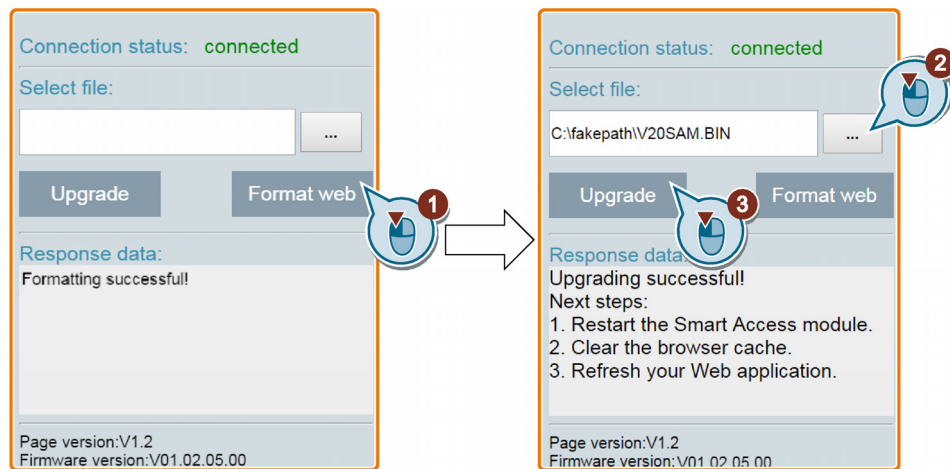 Connection status: connected
Select file:
...
Upgrade
Format web
1
Response data:
Formatting successful!
Page version:V1.2
Firmware version:V01.02.05.00
Connection status: connected
2
Select file:
C:\fakepath\V20SAM.BIN
...
Upgrade
3
Format web
Response data:
Upgrading successful!
Next steps:
1. Restart the Smart Access module.
2. Clear the browser cache.
3. Refresh your Web application.
Page version:V1.2
Firmware version:V01.02.05.00